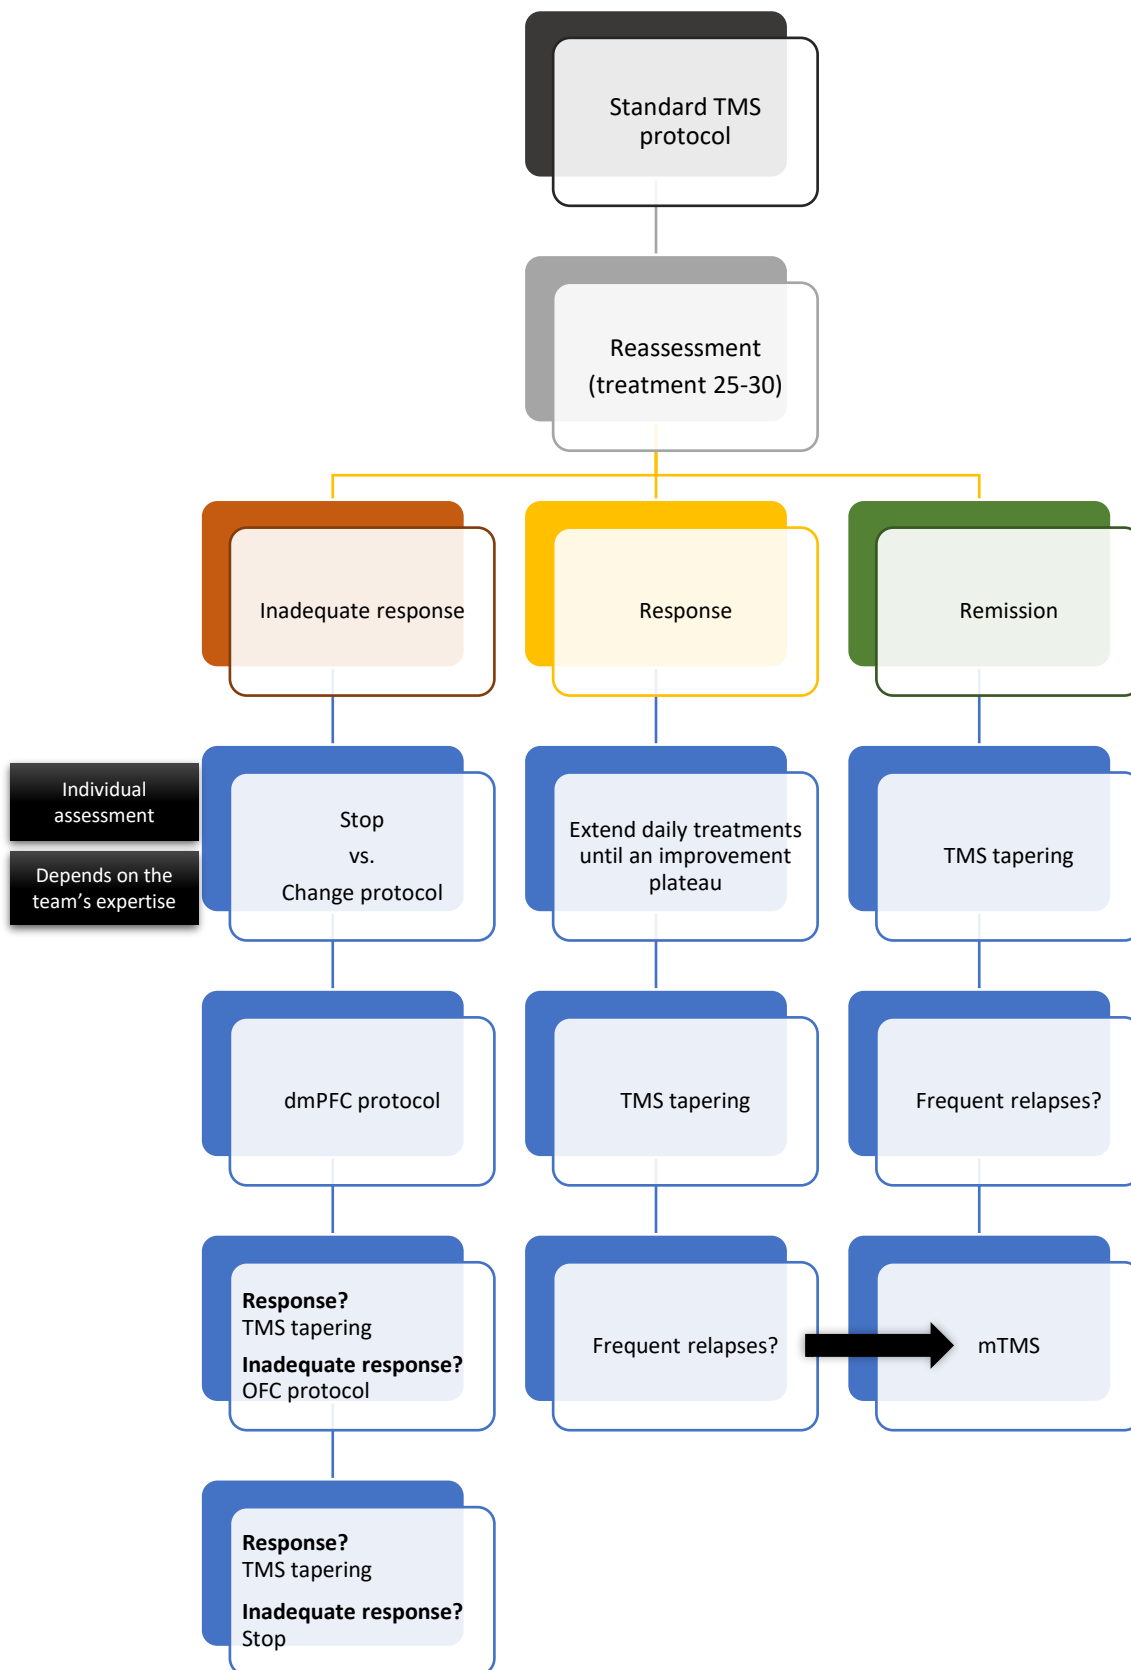 Standard TMS
protocol
Reassessment
(treatment 25-30)
Inadequate response
Response
Remission
Individual
assessment
Depends on the
team’s expertise
Stop
vs.
Change protocol
Extend daily treatments
until an improvement
plateau
TMS tapering
dmPFC protocol
TMS tapering
Frequent relapses?
Response?
TMS tapering
Inadequate response?
OFC protocol
Frequent relapses?
mTMS
Response?
TMS tapering
Inadequate response?
Stop